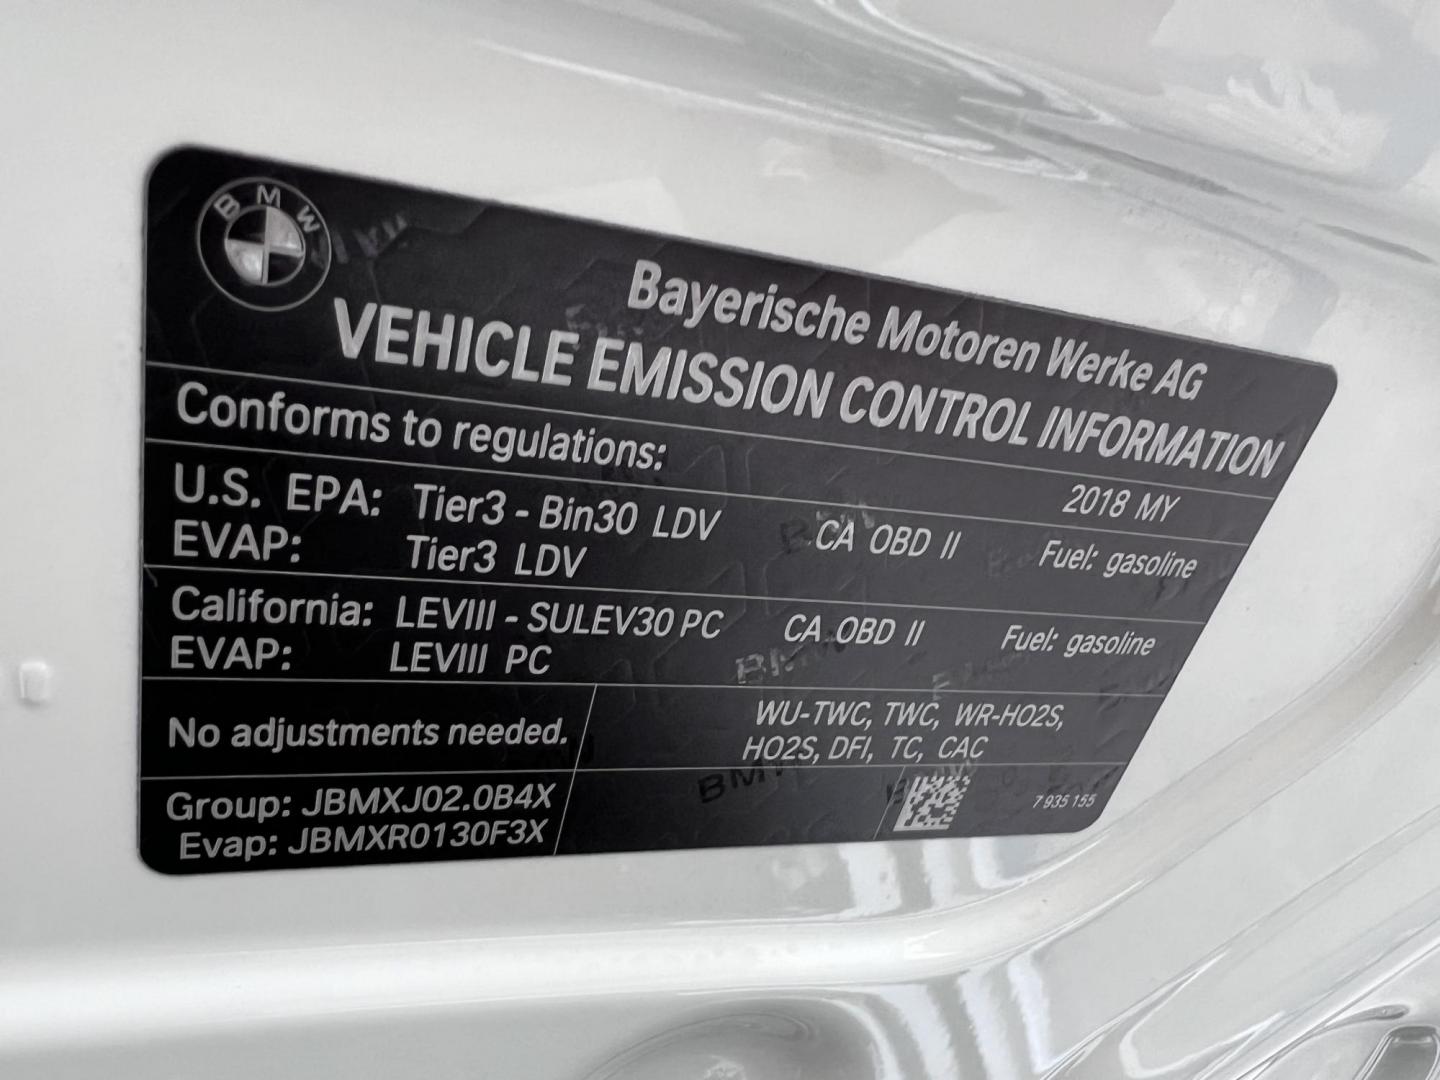 BMW
Bayerische Motoren Werke AG
VEHICLE EMISSION CONTROL INFORMATION
Conforms to regulations: 2018 MY
U.S. EPA: Tier3 - Bin30 LDV CA OBD II Fuel: gasoline
EVAP: Tier3 LDV
California: LEVIII - SULEV30 PC CA OBD II Fuel: gasoline
EVAP: LEVIII PC
No adjustments needed.
WU-TWC, TWC, WR-HO2S,
HO2S, DFI, TC, CAC
Group: JBMXJ02.0B4X
Evap: JBMXR0130F3X
7 935 155